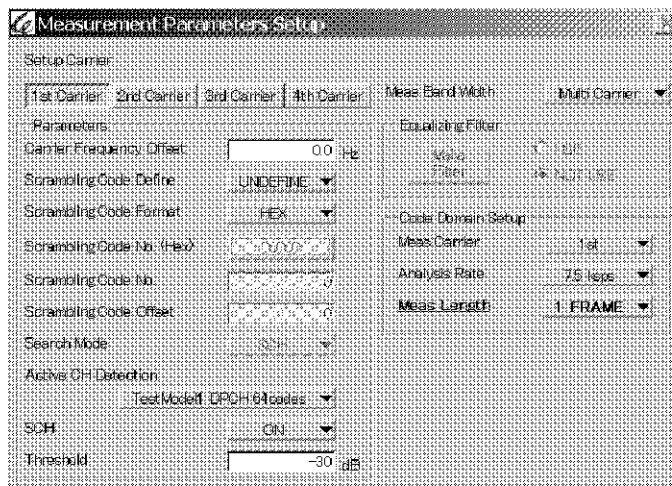 Measurement Parameters Setup
Setup Carrier
1st Carrier 2nd Carrier 3rd Carrier 4th Carrier
Parameters
Carrier Frequency Offset 0.0 Hz
Scrambling Code Define UNDEFINE
Scrambling Code Format HEX
Scrambling Code No. (Hex)
Scrambling Code No. 0
Scrambling Code Offset 0
Search Mode SCH
Active CH Detection
TestModel1 DPCH 64codes
SCH ON
Threshold -30 dB
Meas Band Width Multi Carrier
Equalizing Filter
Make Filter
NOT USE
Code Domain Setup
Meas Carrier 1st
Analysis Rate 7.5 ksps
Meas Length 1 FRAME